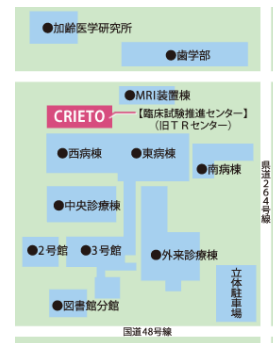 ●加齢医学研究所
●歯学部
●MRI装置棟
CRIETO
【臨床試験推進センター】
(旧TRセンター)
●西病棟
●東病棟
●南病棟
県道264号線
●中央診療棟
●2号館
●3号館
●外来診療棟
立体駐車場
●図書館分館
国道48号線